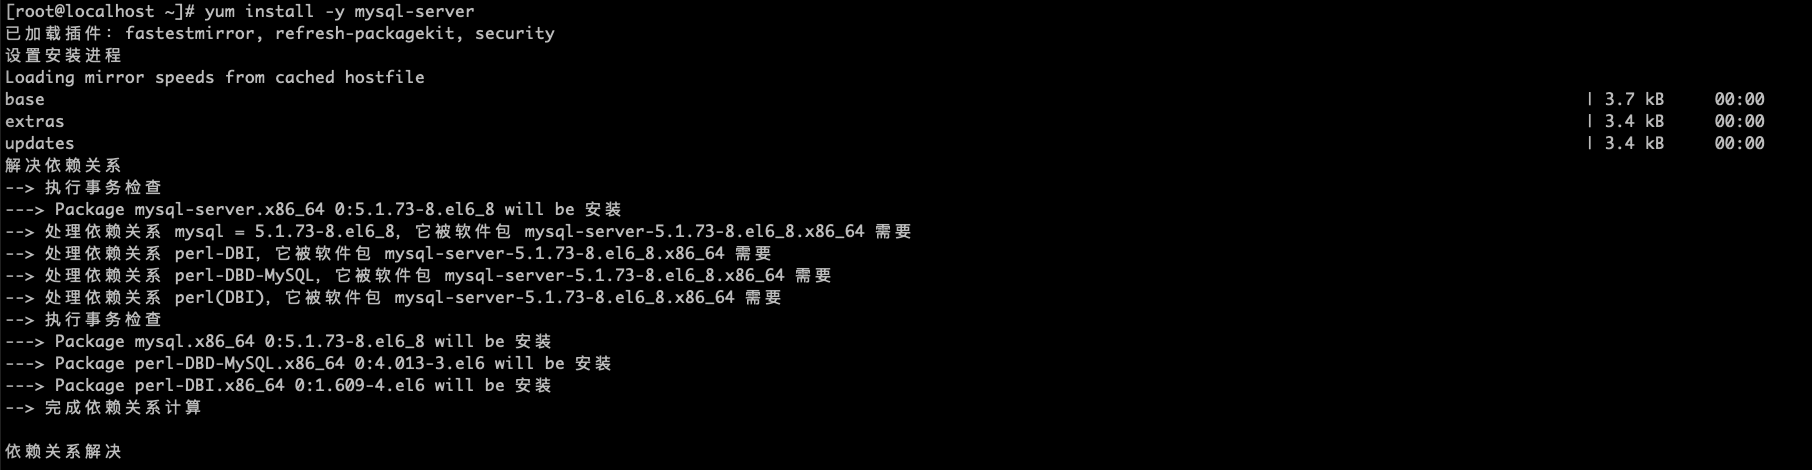 [root@localhost ~]# yum install -y mysql-server
已加载插件：fastestmirror, refresh-packagekit, security
设置安装进程
Loading mirror speeds from cached hostfile
base | 3.7 kB 00:00
extras | 3.4 kB 00:00
updates | 3.4 kB 00:00
解决依赖关系
--> 执行事务检查
---> Package mysql-server.x86_64 0:5.1.73-8.el6_8 will be 安装
--> 处理依赖关系 mysql = 5.1.73-8.el6_8，它被软件包 mysql-server-5.1.73-8.el6_8.x86_64 需要
--> 处理依赖关系 perl-DBI，它被软件包 mysql-server-5.1.73-8.el6_8.x86_64 需要
--> 处理依赖关系 perl-DBD-MySQL，它被软件包 mysql-server-5.1.73-8.el6_8.x86_64 需要
--> 处理依赖关系 perl(DBI)，它被软件包 mysql-server-5.1.73-8.el6_8.x86_64 需要
--> 执行事务检查
---> Package mysql.x86_64 0:5.1.73-8.el6_8 will be 安装
---> Package perl-DBD-MySQL.x86_64 0:4.013-3.el6 will be 安装
---> Package perl-DBI.x86_64 0:1.609-4.el6 will be 安装
--> 完成依赖关系计算
依赖关系解决